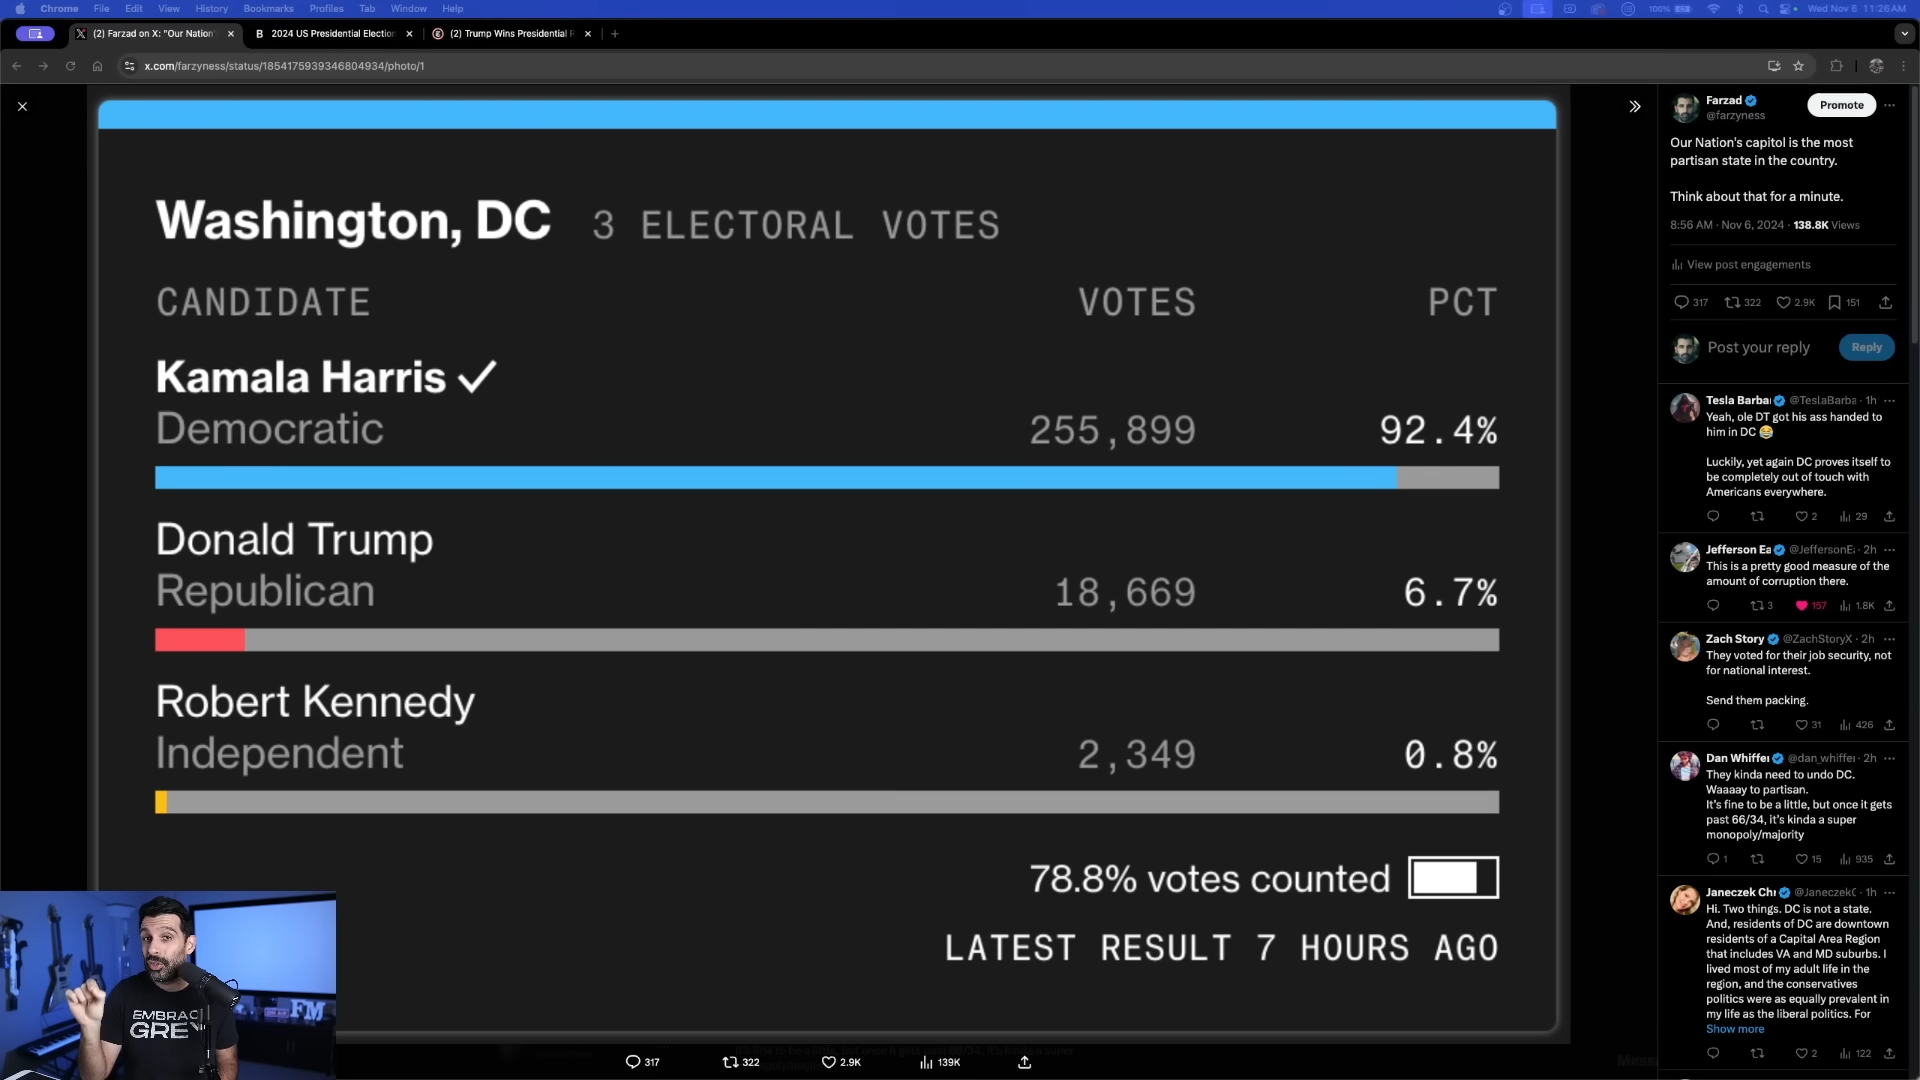 Chrome File Edit View History Bookmarks Profiles Tab Window Help
100% Wed Nov 6 11:26 AM
(2) Farzad on X: "Our Nation'
2024 US Presidential Election
(2) Trump Wins Presidential R
x.com/farzyness/status/1854175939346804934/photo/1
Washington, DC 3 ELECTORAL VOTES
CANDIDATE VOTES PCT
Kamala Harris ✓
Democratic 255,899 92.4%
Donald Trump
Republican 18,669 6.7%
Robert Kennedy
Independent 2,349 0.8%
78.8% votes counted
LATEST RESULT 7 HOURS AGO
317 322 2.9K 139K
EMBRAC
GREY
FM
Farzad
@farzyness
Promote
Our Nation's capitol is the most
partisan state in the country.
Think about that for a minute.
8:56 AM · Nov 6, 2024 · 138.8K Views
View post engagements
317 322 2.9K 151
Post your reply
Reply
Tesla Barba @TeslaBarba · 1h
Yeah, ole DT got his ass handed to
him in DC 😂
Luckily, yet again DC proves itself to
be completely out of touch with
Americans everywhere.
2 29
Jefferson Ea @JeffersonE · 2h
This is a pretty good measure of the
amount of corruption there.
3 157 1.8K
Zach Story @ZachStoryX · 2h
They voted for their job security, not
for national interest.
Send them packing.
31 426
Dan Whiffer @dan_whiffer · 2h
They kinda need to undo DC.
Waaaay to partisan.
It's fine to be a little, but once it gets
past 66/34, it's kinda a super
monopoly/majority
1 15 935
Janeczek Chr @JaneczekC · 1h
Hi. Two things. DC is not a state.
And, residents of DC are downtown
residents of a Capital Area Region
that includes VA and MD suburbs. I
lived most of my adult life in the
region, and the conservatives
politics were as equally prevalent in
my life as the liberal politics. For
Show more
2 122